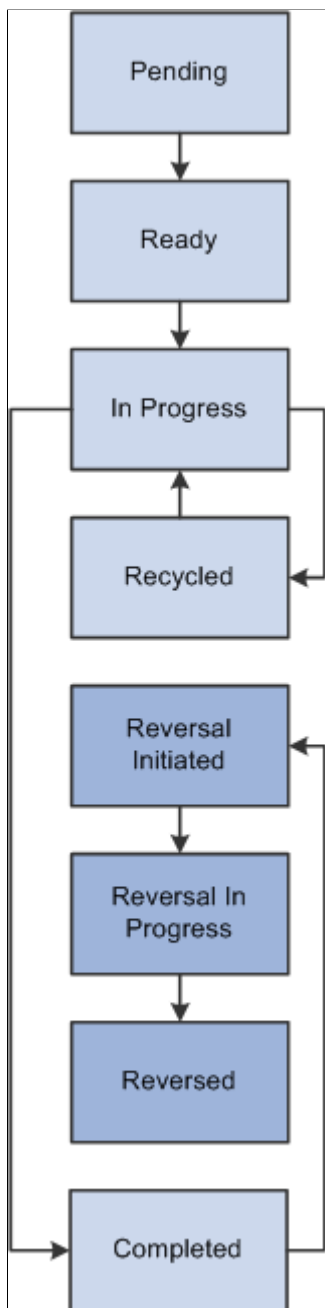 Pending
Ready
In Progress
Recycled
Reversal
Initiated
Reversal In
Progress
Reversed
Completed